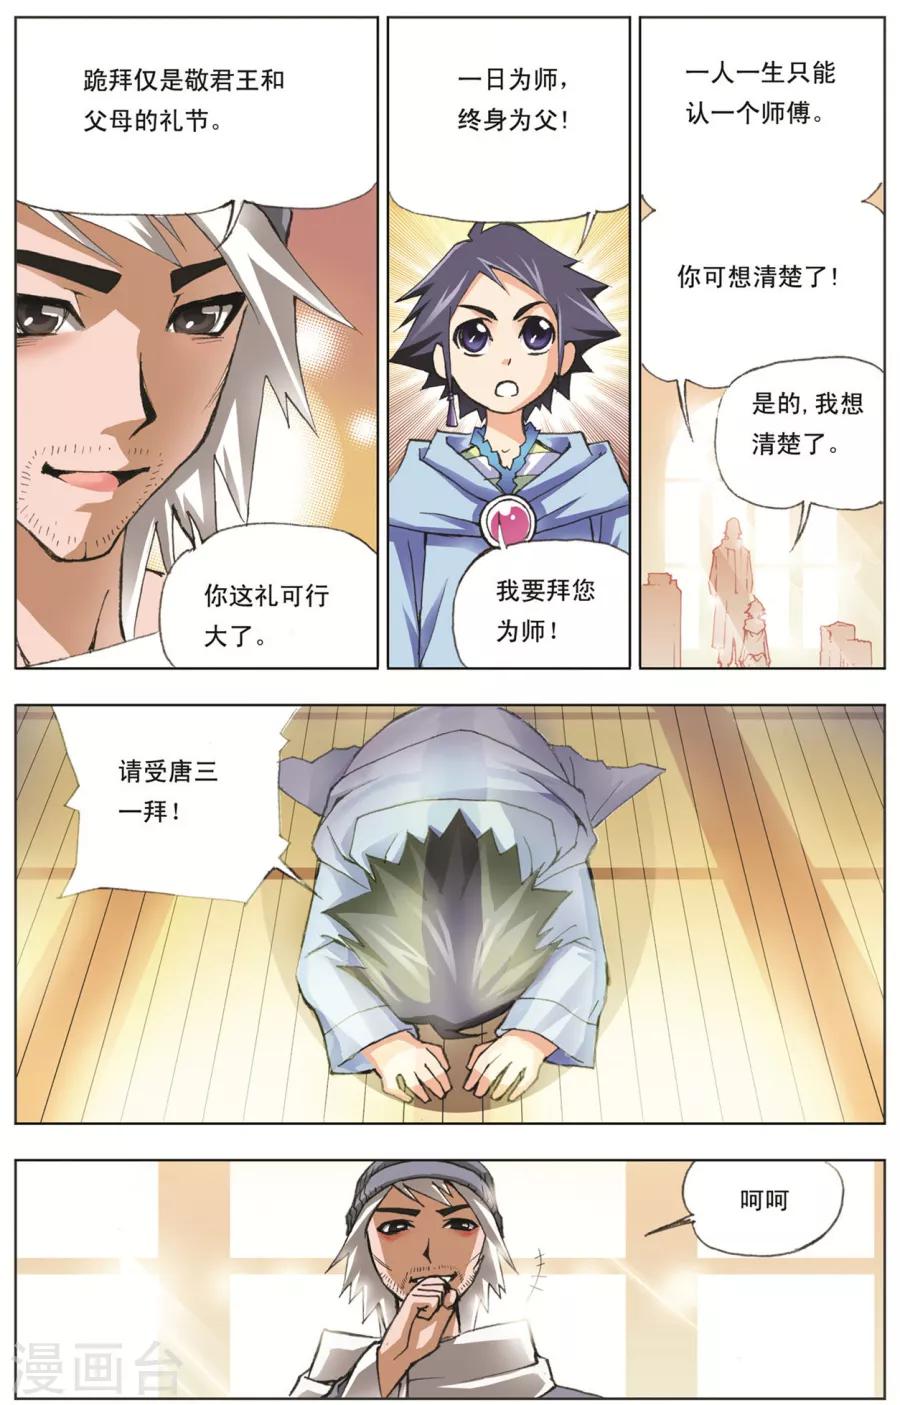 跪拜仅是敬君王和
父母的礼节。
你这礼可行
大了。
一日为师，
终身为父!
我要拜您
为师!
一人一生只能
认一个师傅。
你可想清楚了!
是的,我想
清楚了。
请受唐三
一拜!
呵呵
漫画台